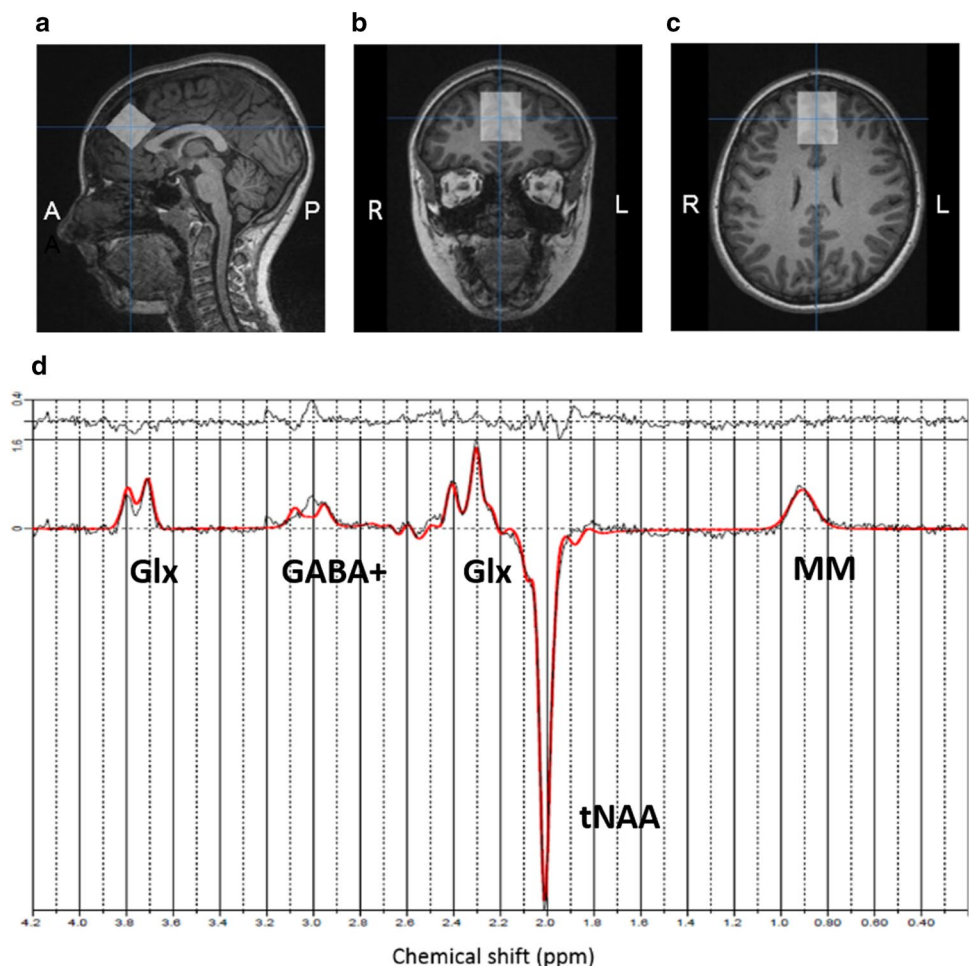 a
b
c
A
A
P
R
L
R
L
d
0.4
1.6
0
Glx
GABA+
Glx
MM
tNAA
4.2 4.0 3.8 3.6 3.4 3.2 3.0 2.8 2.6 2.4 2.2 2.0 1.8 1.6 1.4 1.2 1.0 0.80 0.60 0.40
Chemical shift (ppm)